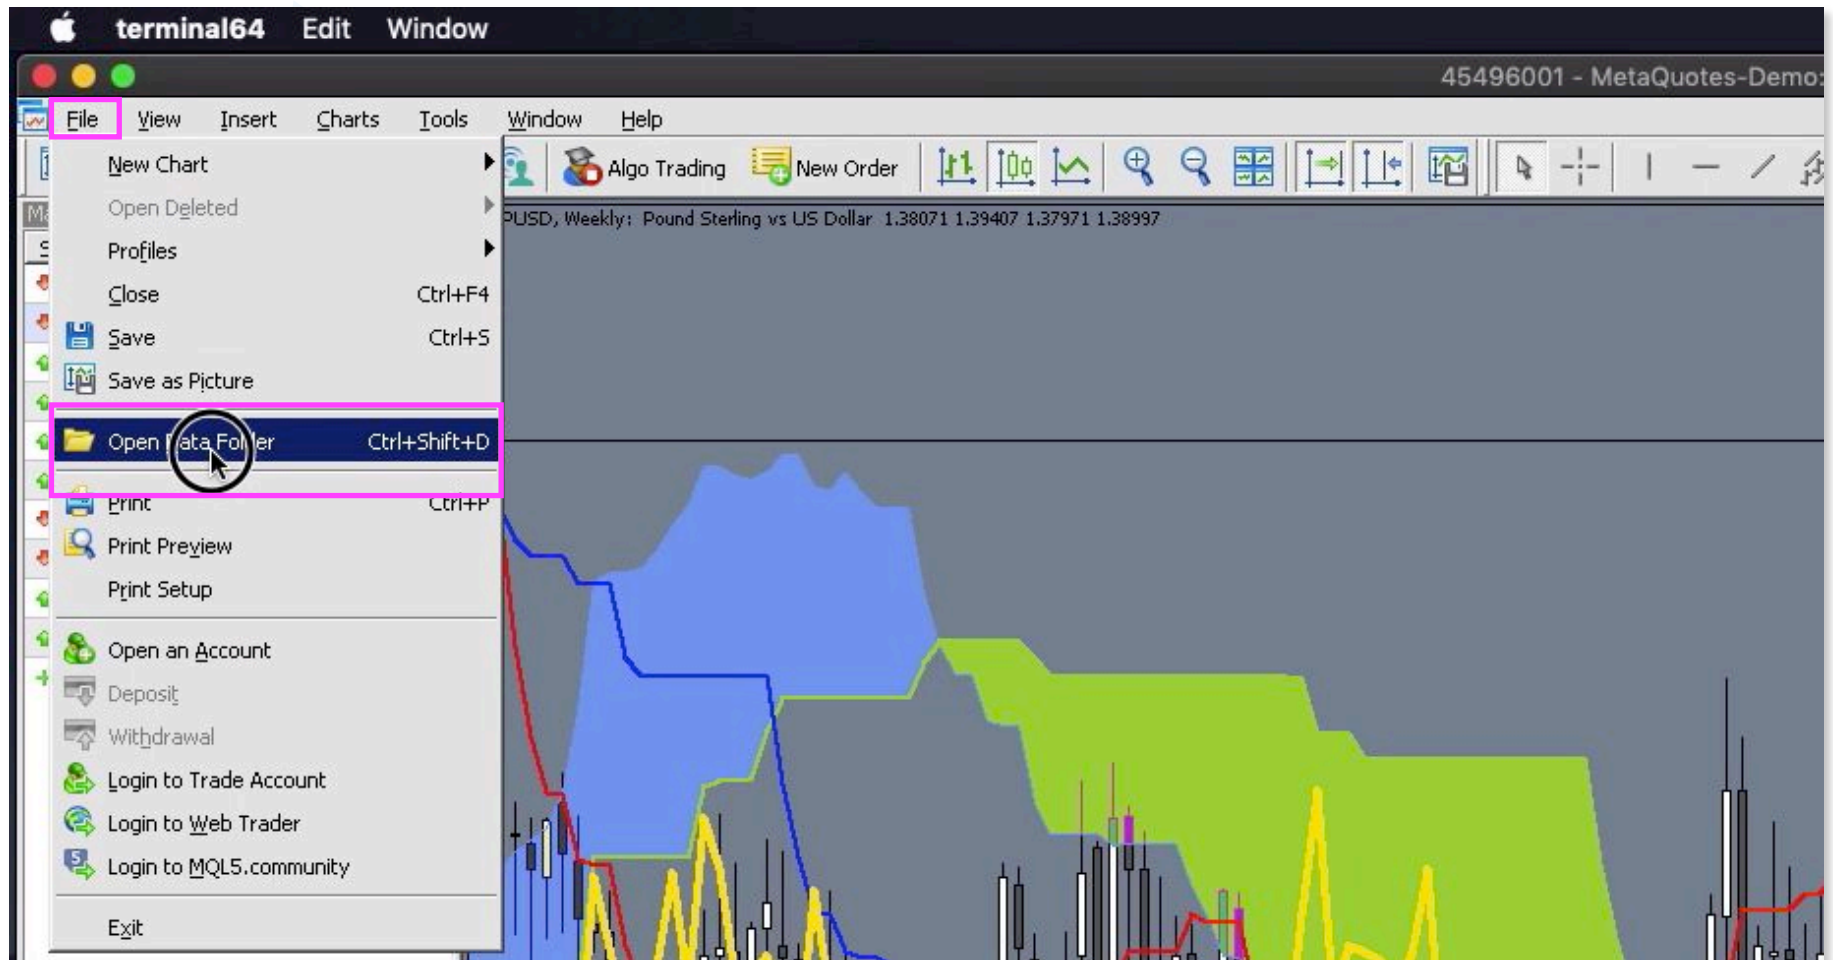 terminal64 Edit Window
45496001 - MetaQuotes-Demo:
File View Insert Charts Tools Window Help
New Chart
Algo Trading New Order
Open Deleted
Profiles
PUSD, Weekly: Pound Sterling vs US Dollar 1.38071 1.39407 1.37971 1.38997
Close Ctrl+F4
Save Ctrl+S
Save as Picture
Open Data Folder Ctrl+Shift+D
Print Ctrl+P
Print Preview
Print Setup
Open an Account
Deposit
Withdrawal
Login to Trade Account
Login to Web Trader
Login to MQL5.community
Exit